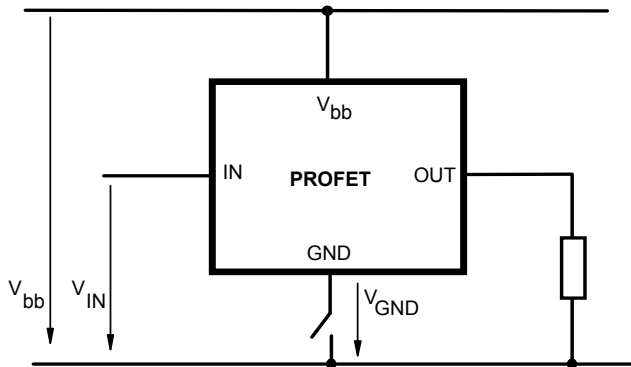 V_bb
IN
PROFET
OUT
GND
V_bb
V_IN
V_GND